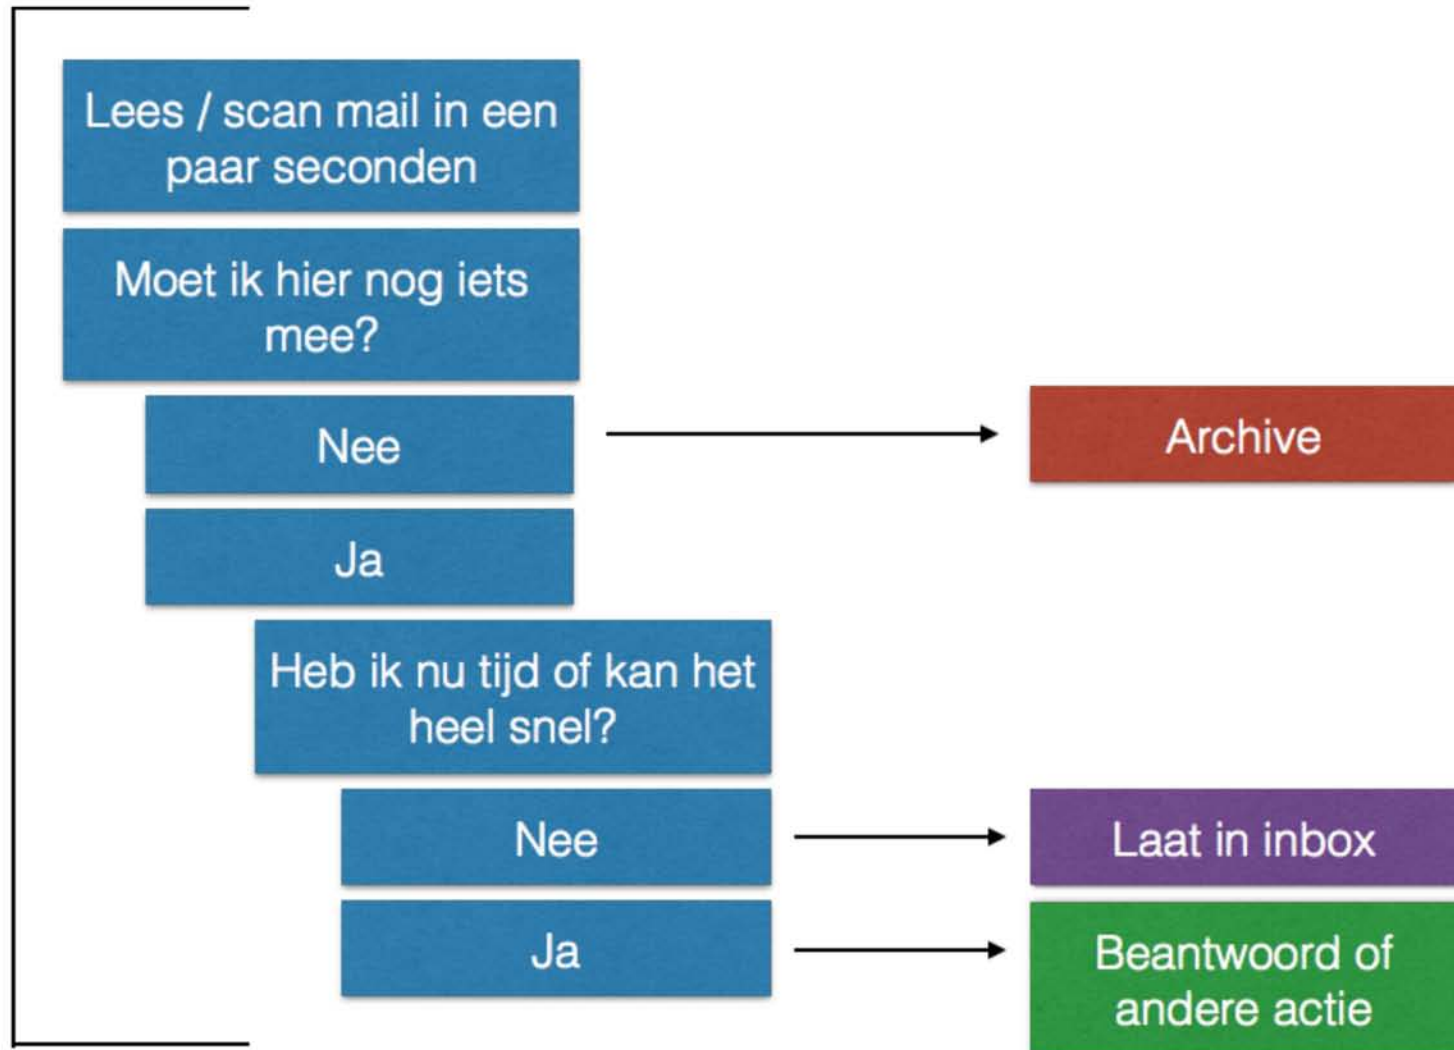 Lees / scan mail in een
paar seconden
Moet ik hier nog iets
mee?
Nee
Archive
Ja
Heb ik nu tijd of kan het
heel snel?
Nee
Laat in inbox
Ja
Beantwoord of
andere actie